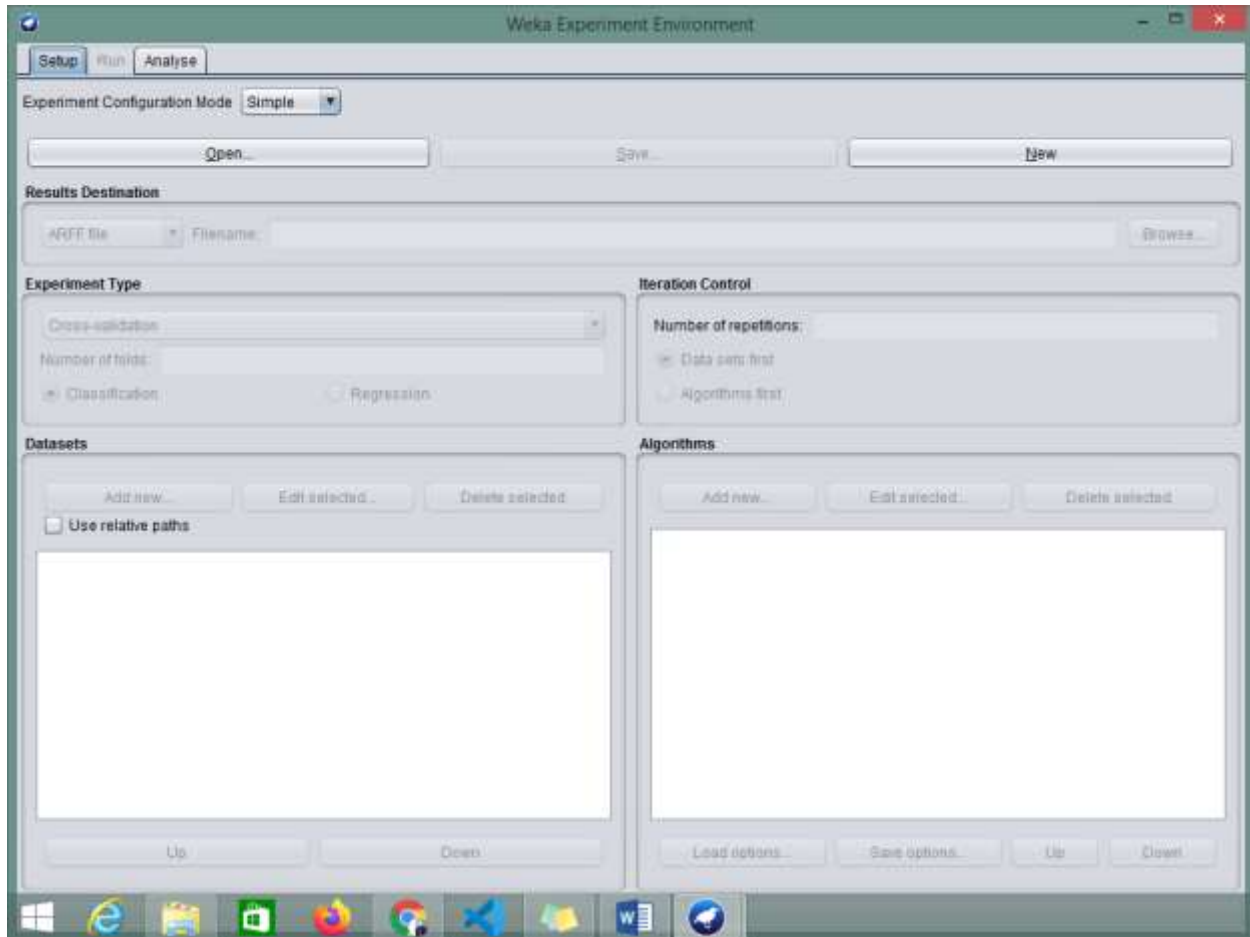 Weka Experiment Environment
Setup Run Analyse
Experiment Configuration Mode Simple
Open... Save... New
Results Destination
ARFF file Filename: Browse...
Experiment Type Iteration Control
Cross-validation Number of repetitions:
Number of folds: Data sets first
Classification Regression Algorithms first
Datasets Algorithms
Add new... Edit selected... Delete selected Add new... Edit selected... Delete selected
Use relative paths
Up Down Load options... Save options... Up Down